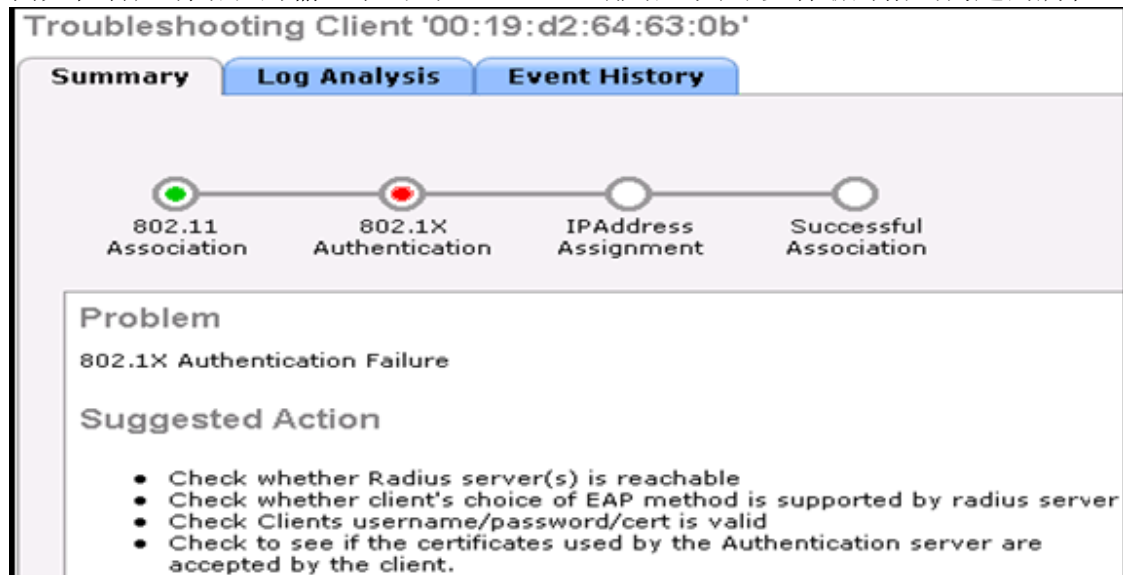 Troubleshooting Client '00:19:d2:64:63:0b'
Summary
Log Analysis
Event History
802.11
Association
802.1X
Authentication
IPAddress
Assignment
Successful
Association
Problem
802.1X Authentication Failure
Suggested Action
• Check whether Radius server(s) is reachable
• Check whether client's choice of EAP method is supported by radius server
• Check Clients username/password/cert is valid
• Check to see if the certificates used by the Authentication server are
accepted by the client.